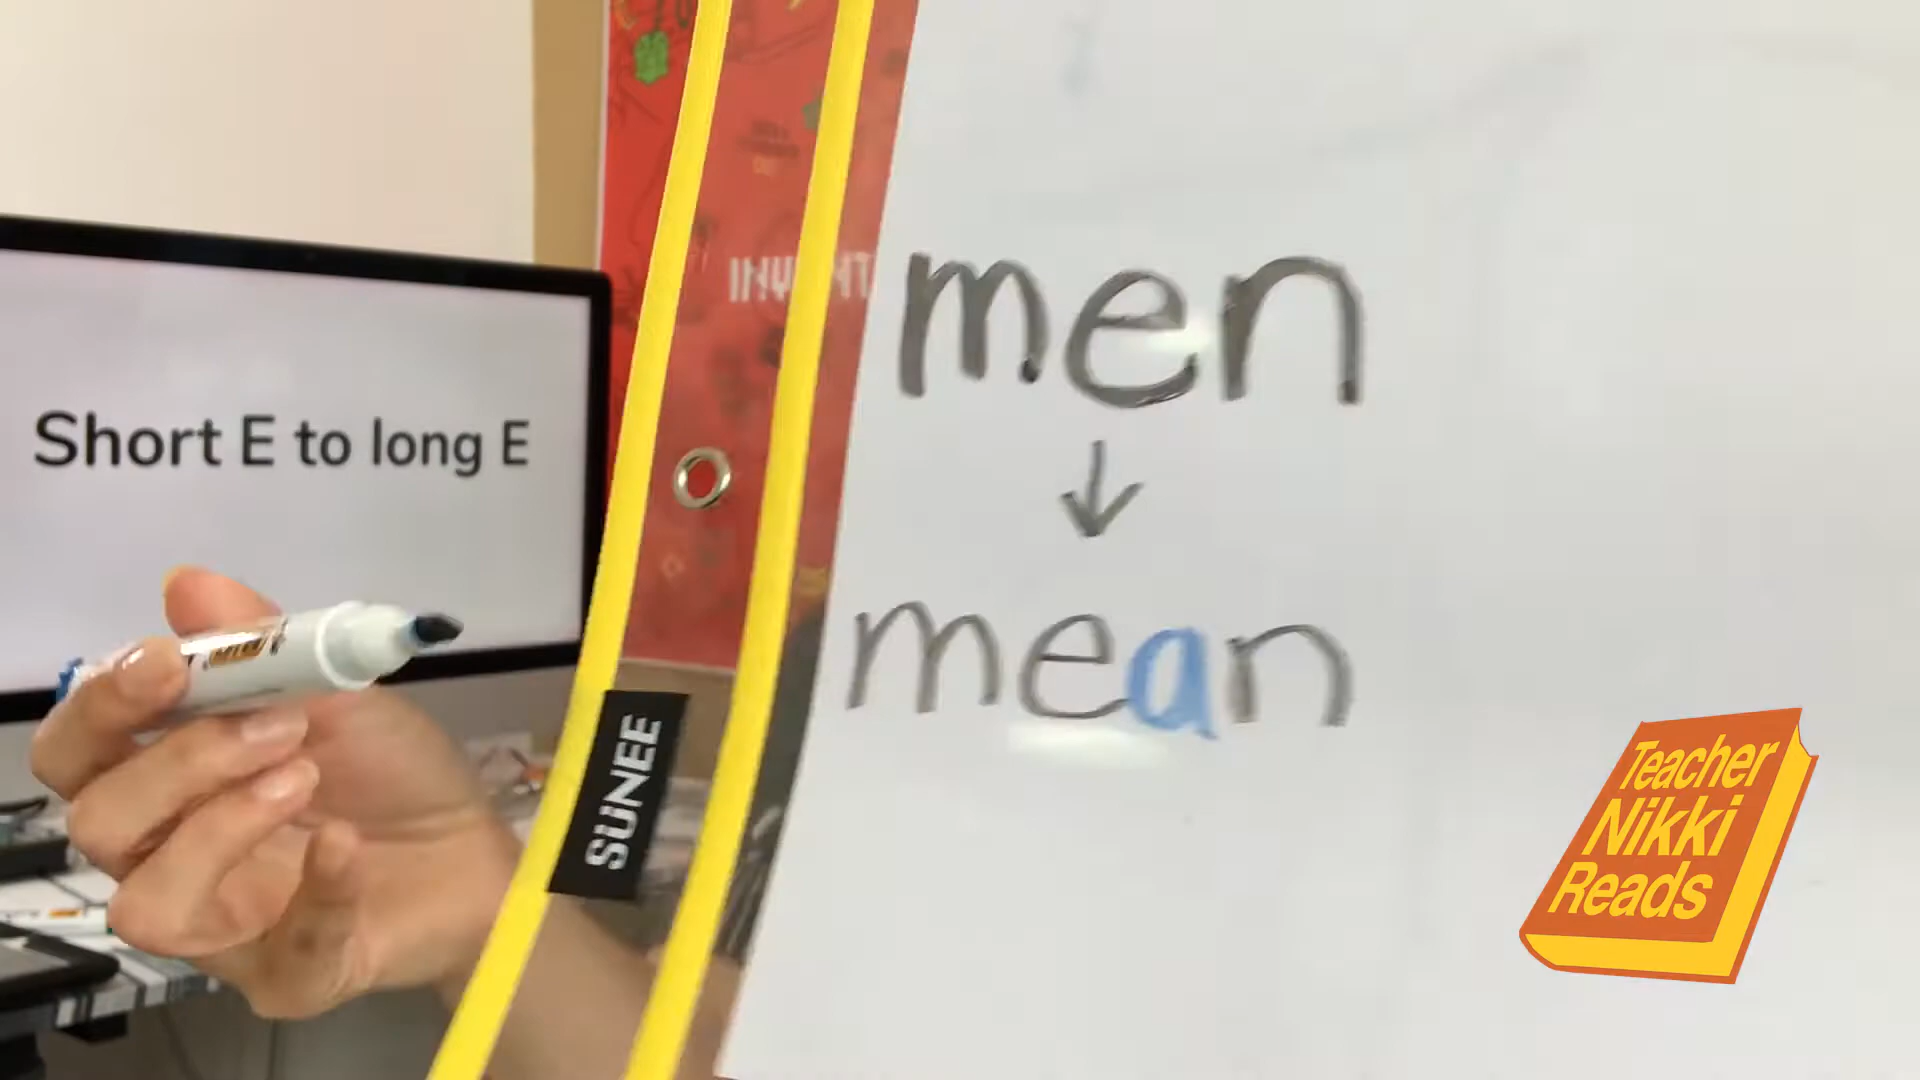 Short E to long E
men
mean
SUNEE
Teacher
Nikki
Reads